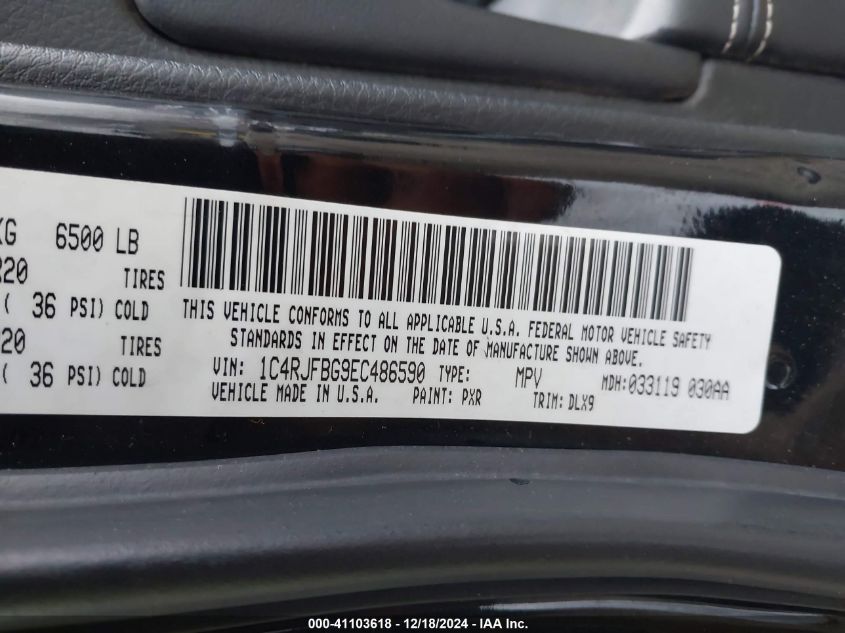 KG 6500 LB
R20 TIRES
( 36 PSI) COLD
20 TIRES
( 36 PSI) COLD
THIS VEHICLE CONFORMS TO ALL APPLICABLE U.S.A. FEDERAL MOTOR VEHICLE SAFETY
STANDARDS IN EFFECT ON THE DATE OF MANUFACTURE SHOWN ABOVE.
VIN: 1C4RJFBG9EC486590 TYPE: MPV MDH:033119 030AA
VEHICLE MADE IN U.S.A. PAINT: PXR TRIM: DLX9
000-41103618 - 12/18/2024 - IAA Inc.